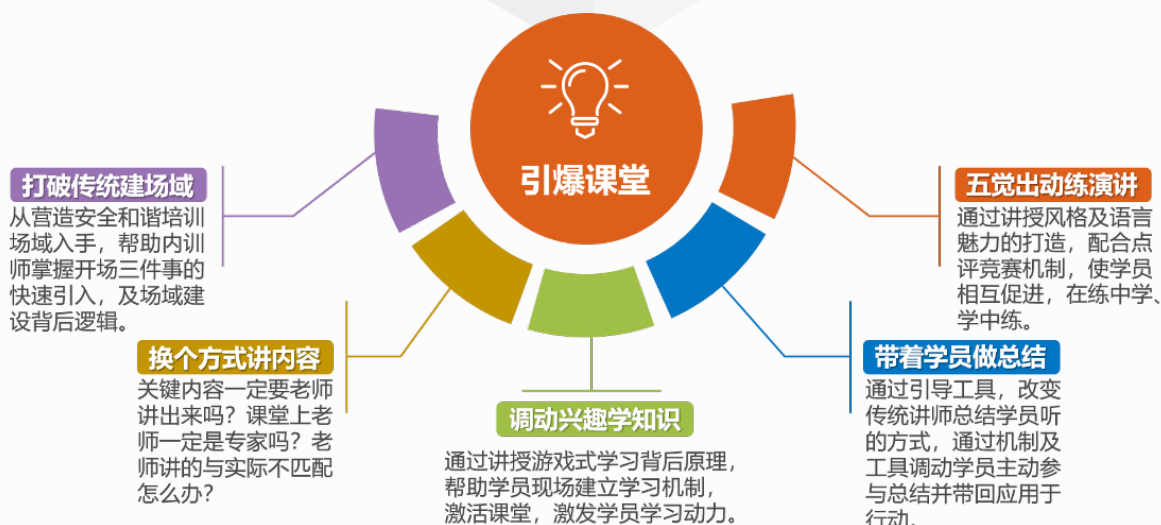 引爆课堂
打破传统建场域
从营造安全和谐培训
场域入手，帮助内训
师掌握开场三件事的
快速引入，及场域建
设背后逻辑。
换个方式讲内容
关键内容一定要老师
讲出来吗？课堂上老
师一定是专家吗？老
师讲的与实际不匹配
怎么办？
调动兴趣学知识
通过讲授游戏式学习背后原理，
帮助学员现场建立学习机制，
激活课堂，激发学员学习动力。
带着学员做总结
通过引导工具，改变
传统讲师总结学员听
的方式，通过机制及
工具调动学员主动参
与总结并带回应用于
行动。
五觉出动练演讲
通过讲授风格及语言
魅力的打造，配合点
评竞赛机制，使学员
相互促进，在练中学、
学中练。